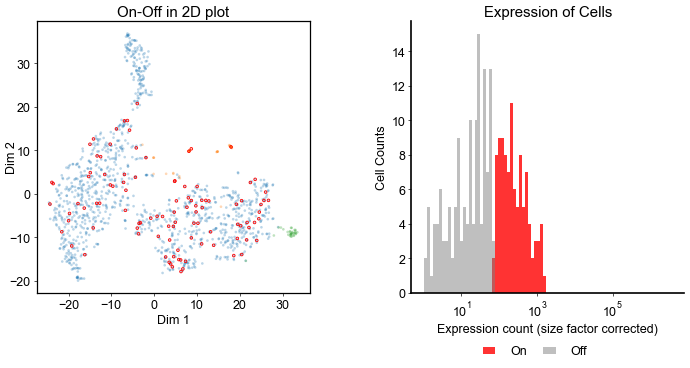 On-Off in 2D plot
Dim 2
30
20
10
0
−10
−20
−20 −10 0 10 20 30
Dim 1
Expression of Cells
Cell Counts
14
12
10
8
6
4
2
0
10^1 10^3 10^5
Expression count (size factor corrected)
On Off